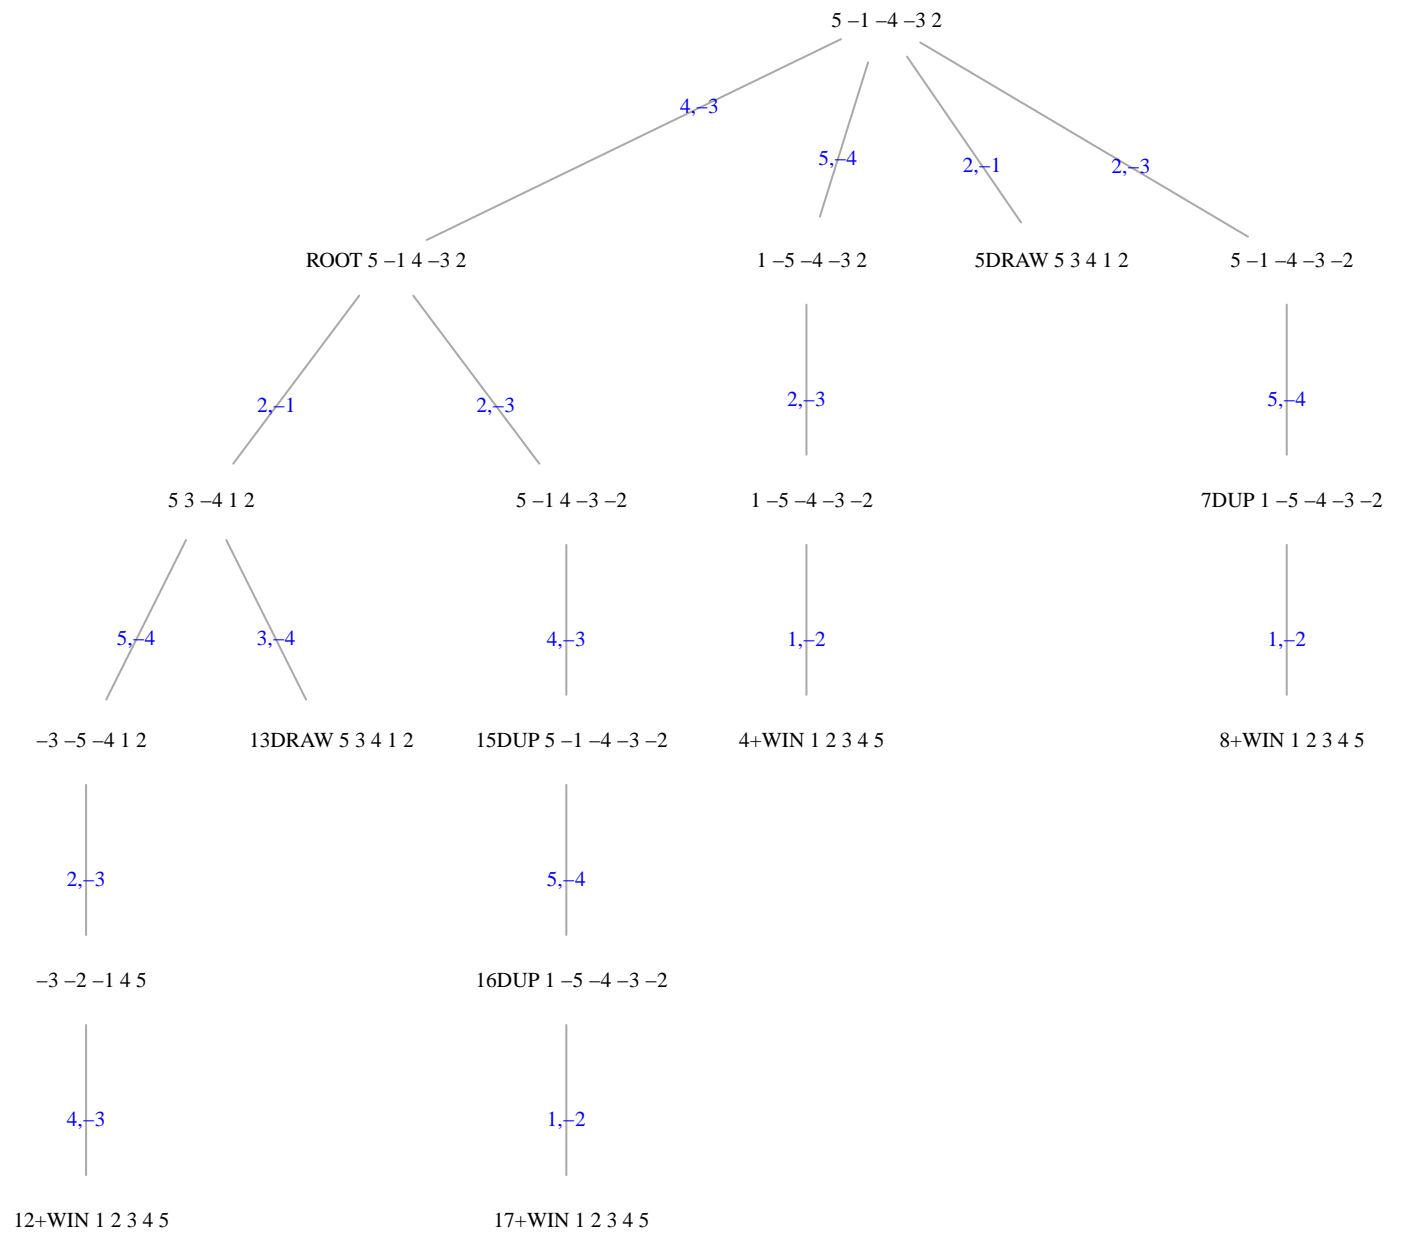 5 –1 –4 –3 2
4,–3
5,–4
2,–1
2,–3
ROOT 5 –1 4 –3 2
1 –5 –4 –3 2
5DRAW 5 3 4 1 2
5 –1 –4 –3 –2
2,–1
2,–3
2,–3
5,–4
5 3 –4 1 2
5 –1 4 –3 –2
1 –5 –4 –3 –2
7DUP 1 –5 –4 –3 –2
5,–4
3,–4
4,–3
1,–2
1,–2
–3 –5 –4 1 2
13DRAW 5 3 4 1 2
15DUP 5 –1 –4 –3 –2
4+WIN 1 2 3 4 5
8+WIN 1 2 3 4 5
2,–3
5,–4
–3 –2 –1 4 5
16DUP 1 –5 –4 –3 –2
4,–3
1,–2
12+WIN 1 2 3 4 5
17+WIN 1 2 3 4 5